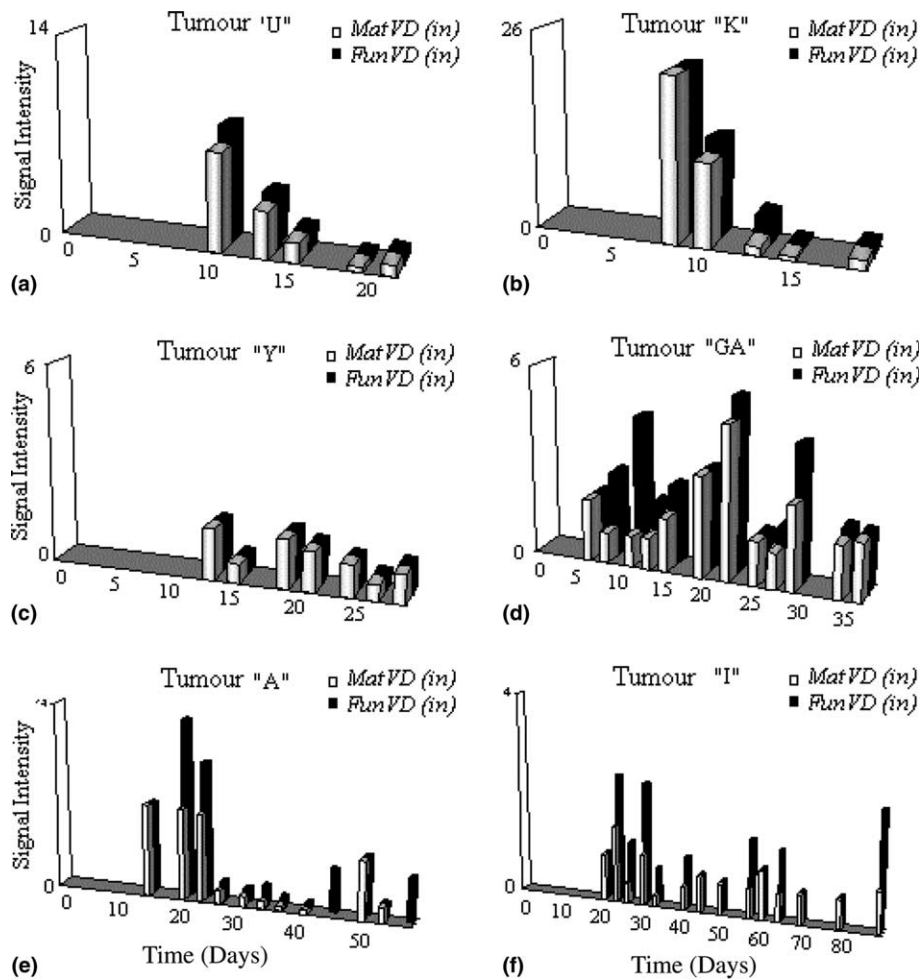 Tumour "U"
MatVD (in)
FunVD (in)
14
Signal Intensity
0
0 5 10 15 20
(a)
Tumour "K"
MatVD (in)
FunVD (in)
26
0
0 5 10 15
(b)
Tumour "Y"
MatVD (in)
FunVD (in)
6
Signal Intensity
0
0 5 10 15 20 25
(c)
Tumour "GA"
MatVD (in)
FunVD (in)
6
0
0 5 10 15 20 25 30 35
(d)
Tumour "A"
MatVD (in)
FunVD (in)
Signal Intensity
0
0 10 20 30 40 50
Time (Days)
(e)
Tumour "I"
MatVD (in)
FunVD (in)
4
0
0 10 20 30 40 50 60 70 80
Time (Days)
(f)